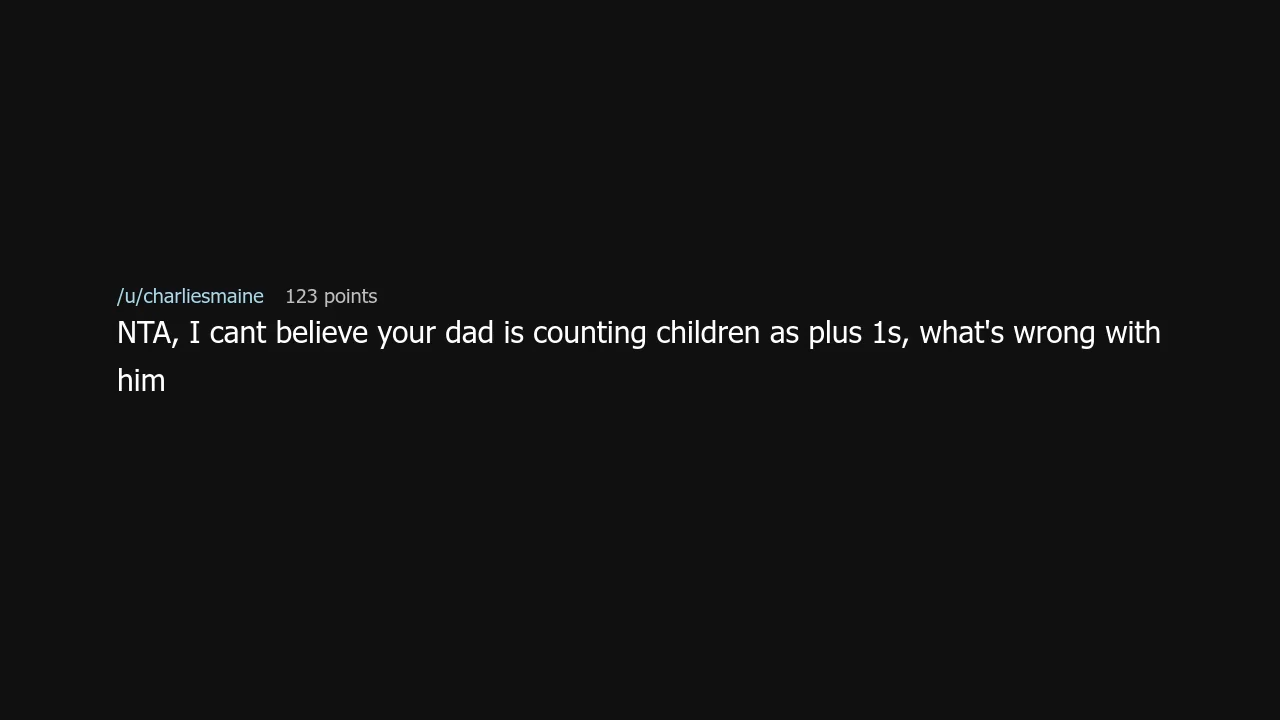 /u/charliesmaine 123 points
NTA, I cant believe your dad is counting children as plus 1s, what's wrong with
him